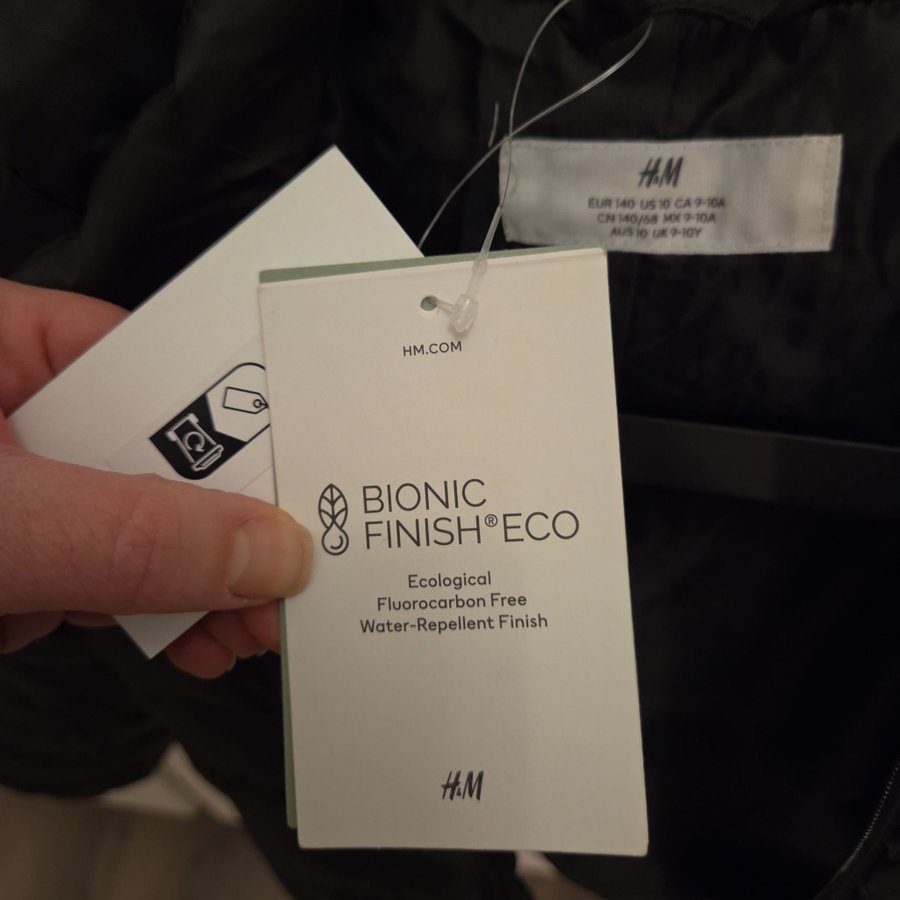 H&M
EUR 140 US 10 CA 9-10A
CN 140/68 MX 9-10A
AUS 10 UK 9-10Y
HM.COM
BIONIC
FINISH®ECO
Ecological
Fluorocarbon Free
Water-Repellent Finish
H&M